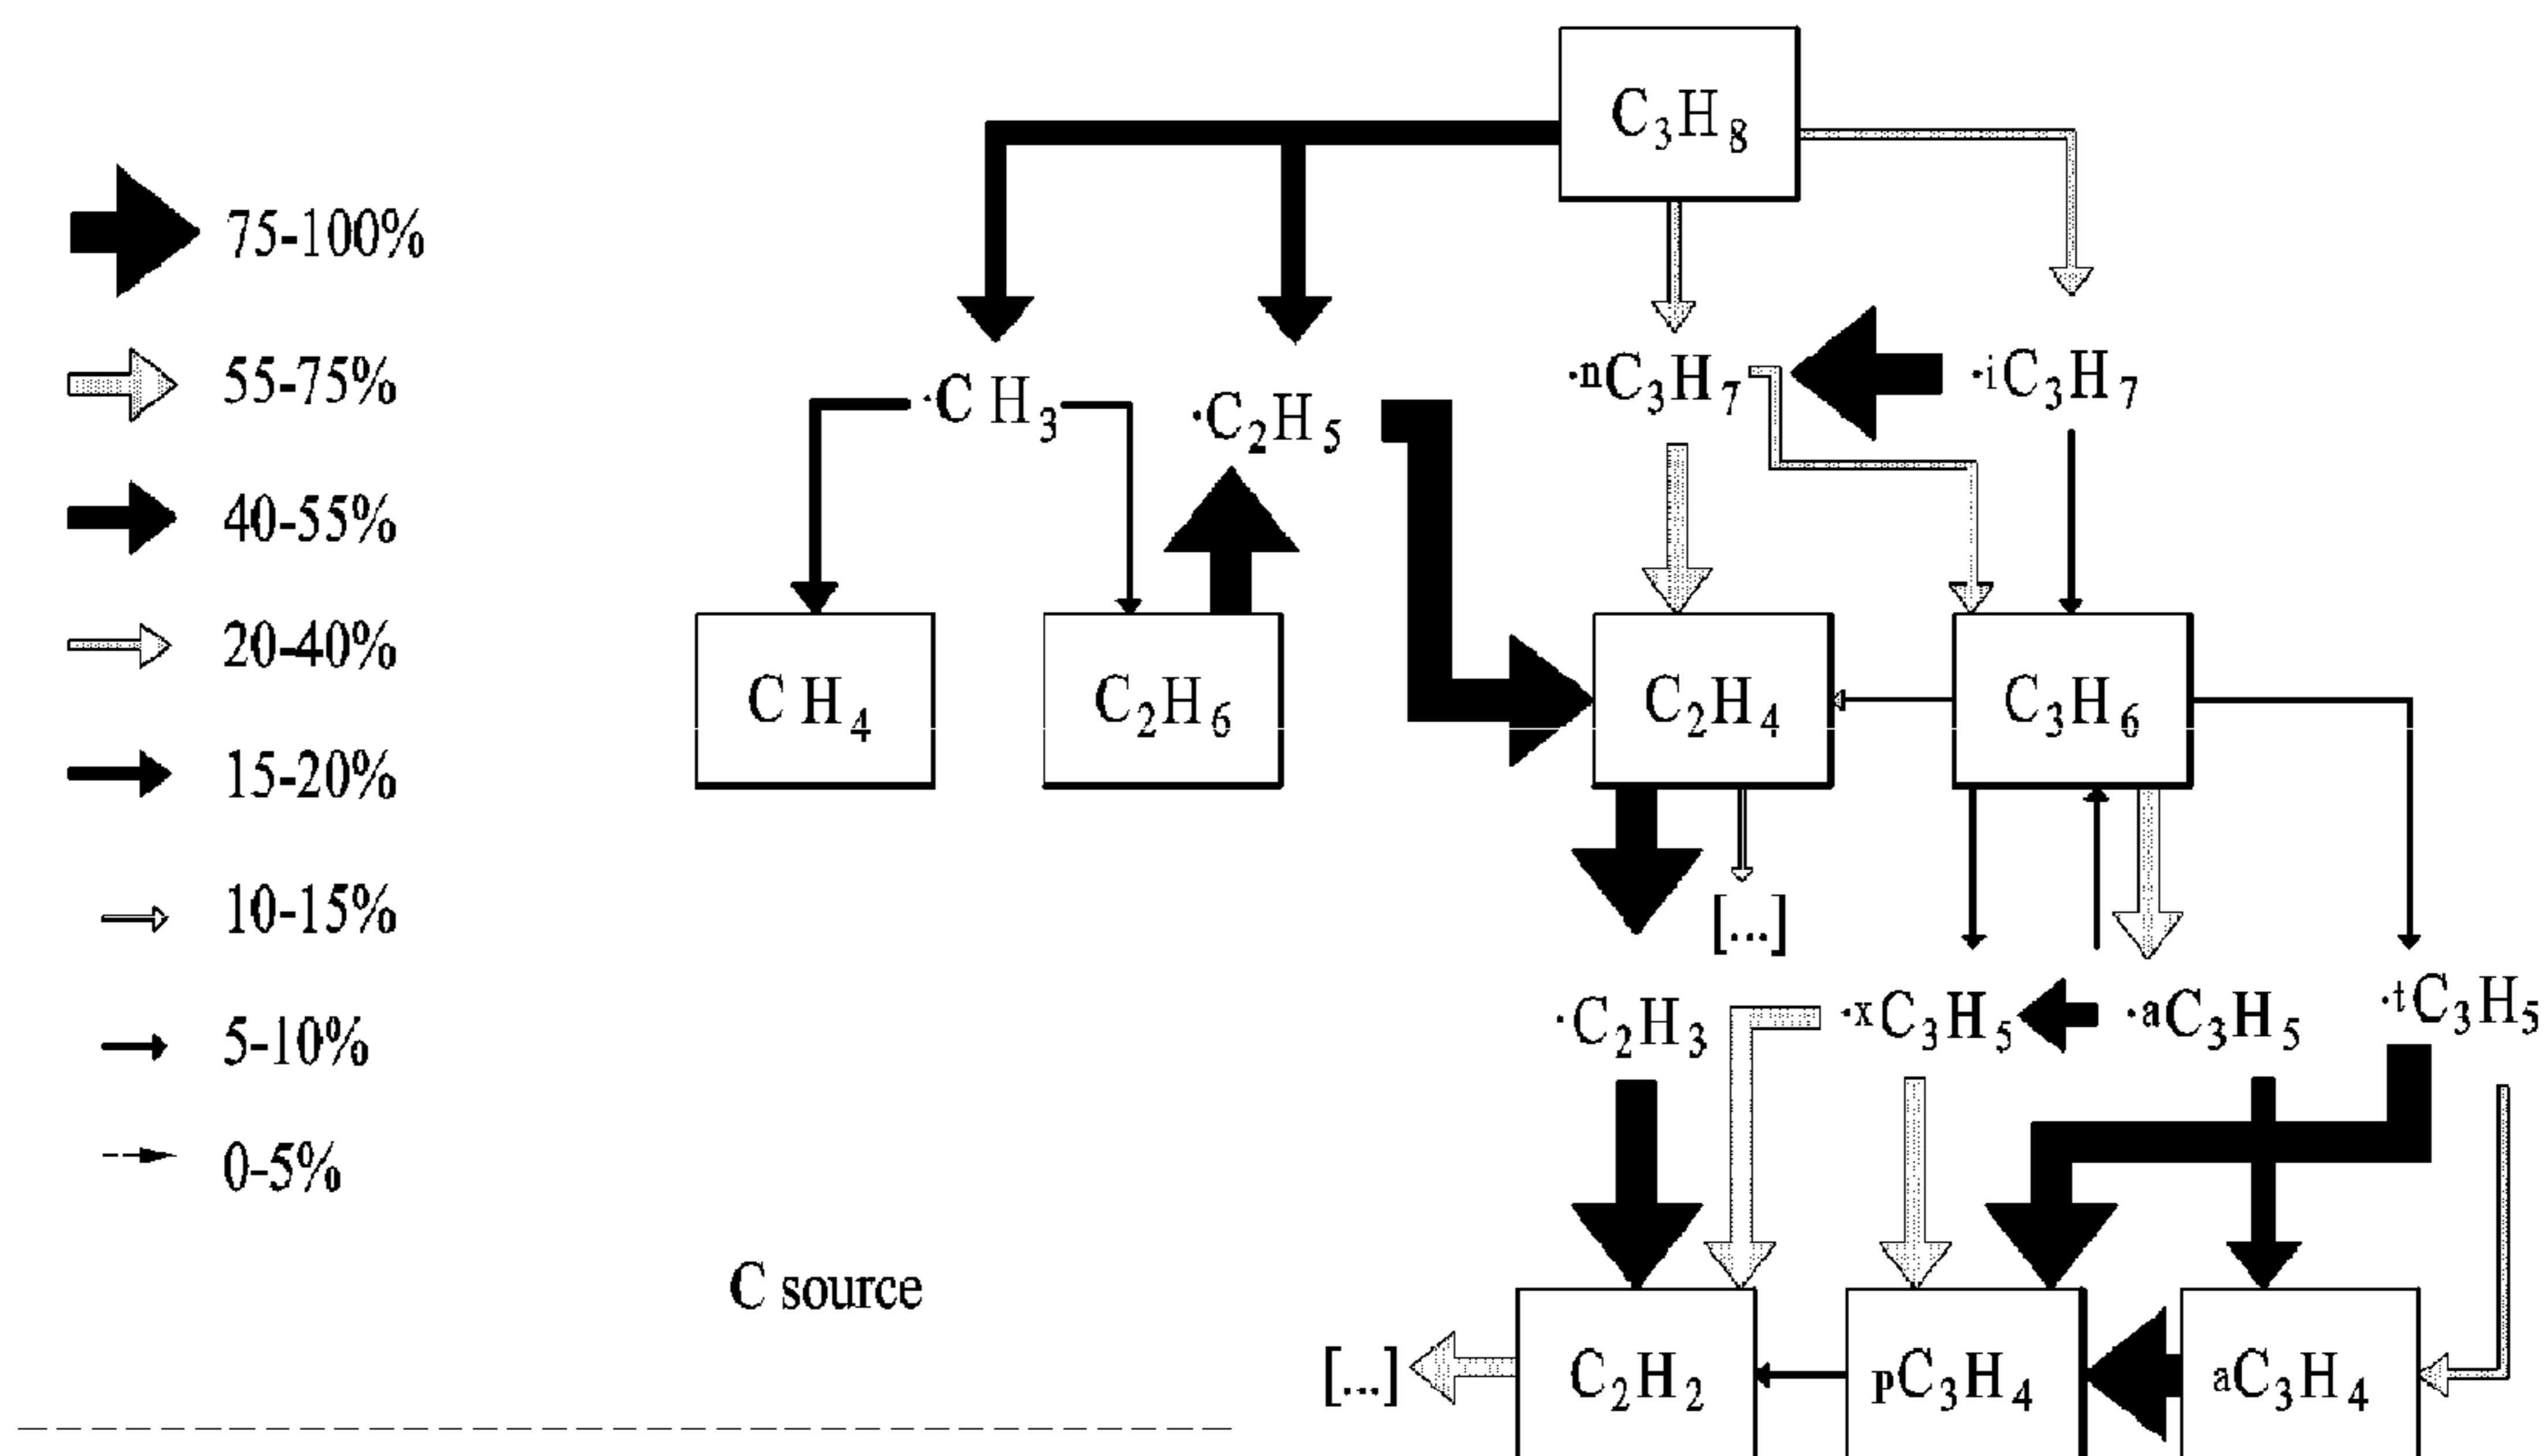 C₃H₈
75-100%
55-75%
40-55%
20-40%
15-20%
10-15%
5-10%
0-5%
·CH₃
·C₂H₅
·nC₃H₇
·iC₃H₇
CH₄
C₂H₆
C₂H₄
C₃H₆
[...]
·C₂H₃
·xC₃H₅
·aC₃H₅
·tC₃H₅
C source
[...]
C₂H₂
pC₃H₄
aC₃H₄